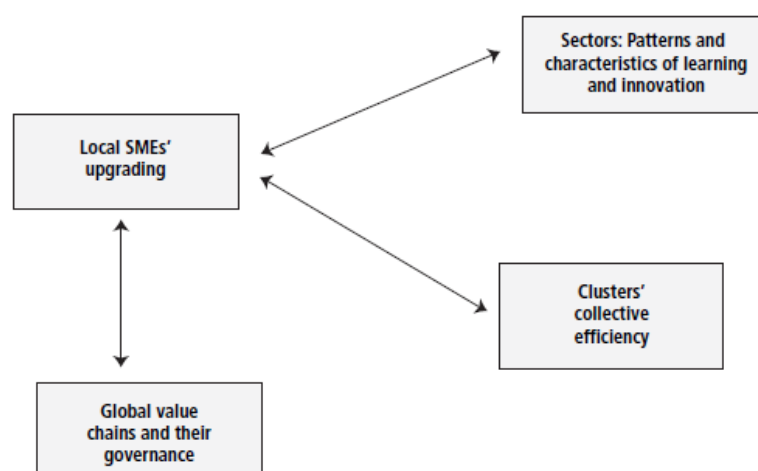 Sectors: Patterns and
characteristics of learning
and innovation
Local SMEs'
upgrading
Clusters'
collective
efficiency
Global value
chains and their
governance